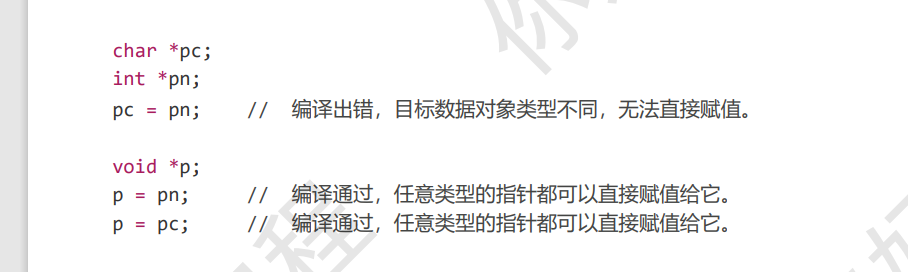 char *pc;
int *pn;
pc = pn; // 编译出错，目标数据对象类型不同，无法直接赋值。
void *p;
p = pn; // 编译通过，任意类型的指针都可以直接赋值给它。
p = pc; // 编译通过，任意类型的指针都可以直接赋值给它。
你
程